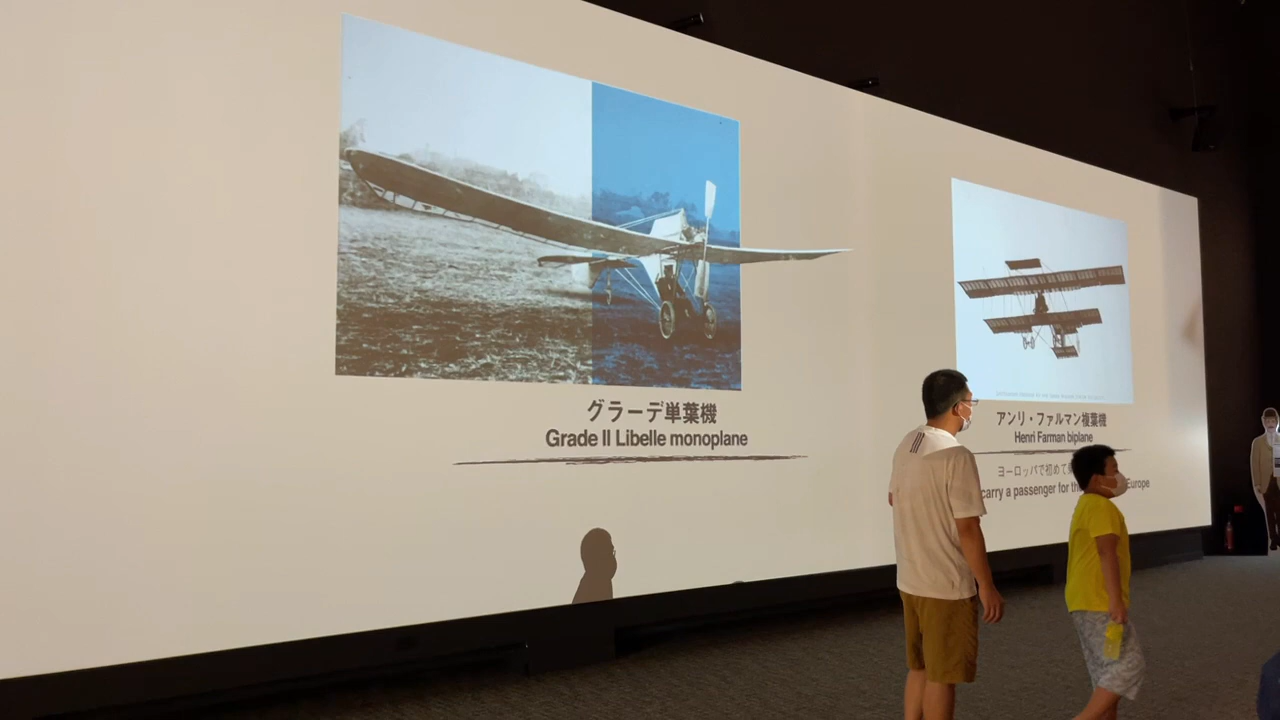 グラーデ単葉機
Grade II Libelle monoplane
アンリ・ファルマン複葉機
Henri Farman biplane
ヨーロッパで初めて
carry a passenger for Europe